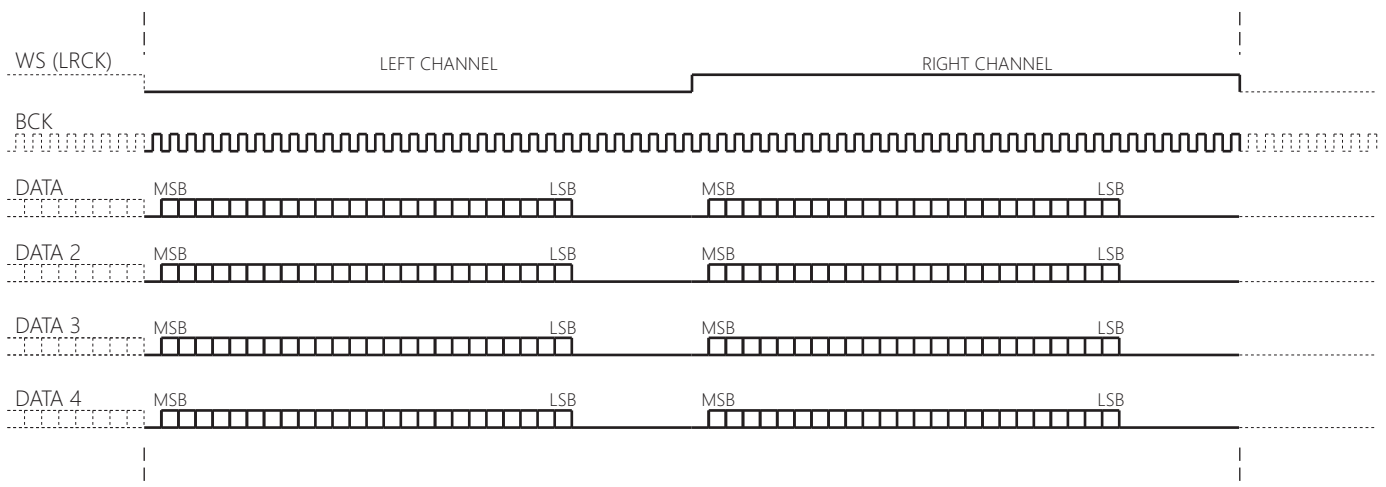 WS (LRCK)
LEFT CHANNEL
RIGHT CHANNEL
BCK
DATA
MSB
LSB
MSB
LSB
DATA 2
MSB
LSB
MSB
LSB
DATA 3
MSB
LSB
MSB
LSB
DATA 4
MSB
LSB
MSB
LSB